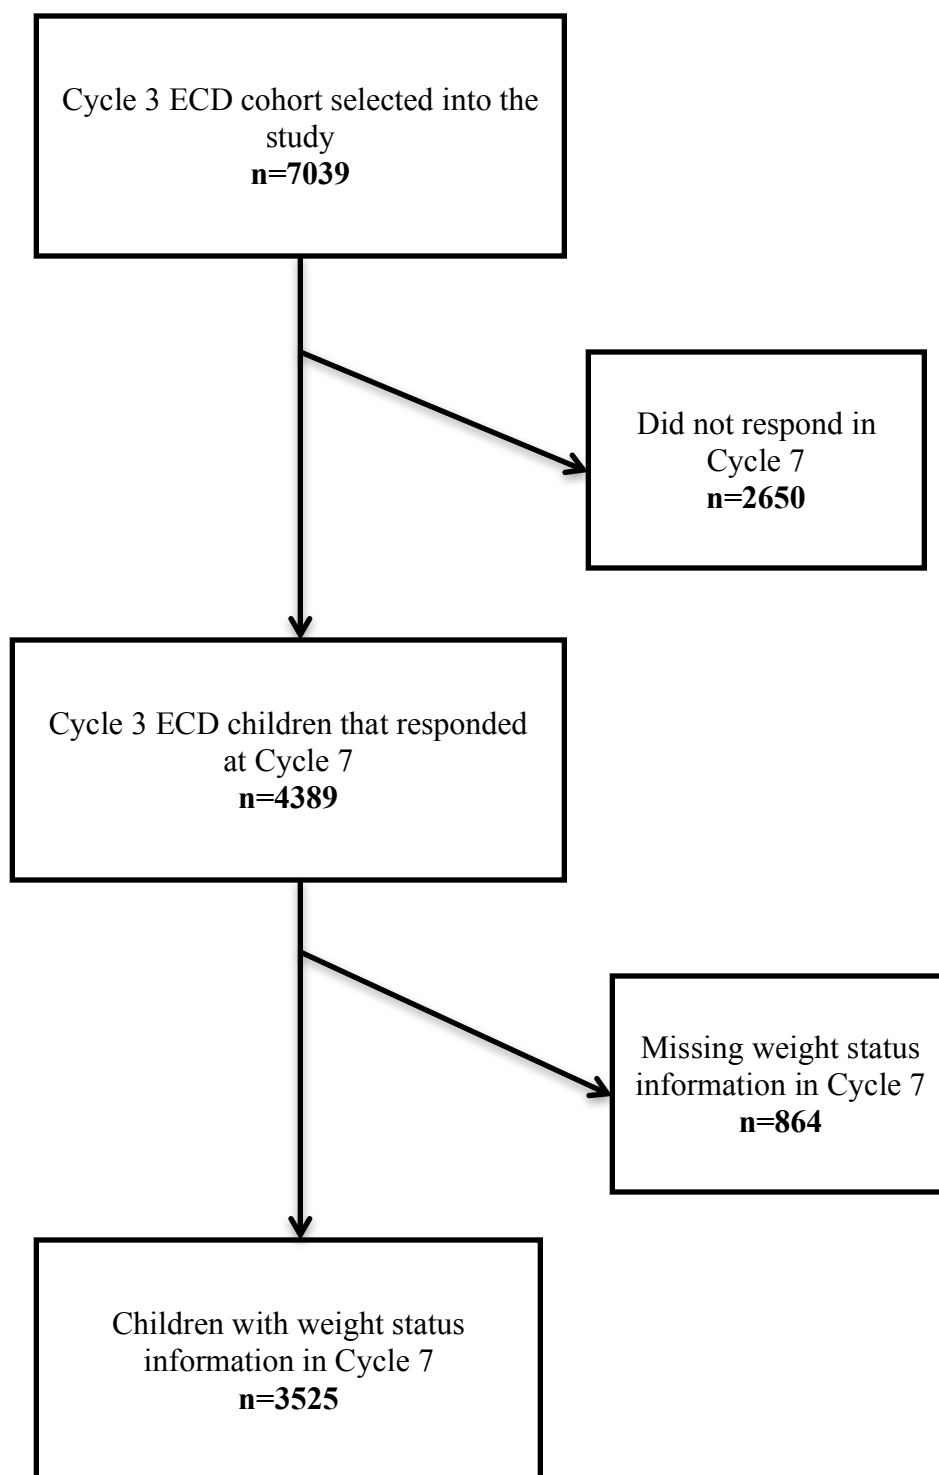 Cycle 3 ECD cohort selected into the
study
n=7039
Did not respond in
Cycle 7
n=2650
Cycle 3 ECD children that responded
at Cycle 7
n=4389
Missing weight status
information in Cycle 7
n=864
Children with weight status
information in Cycle 7
n=3525